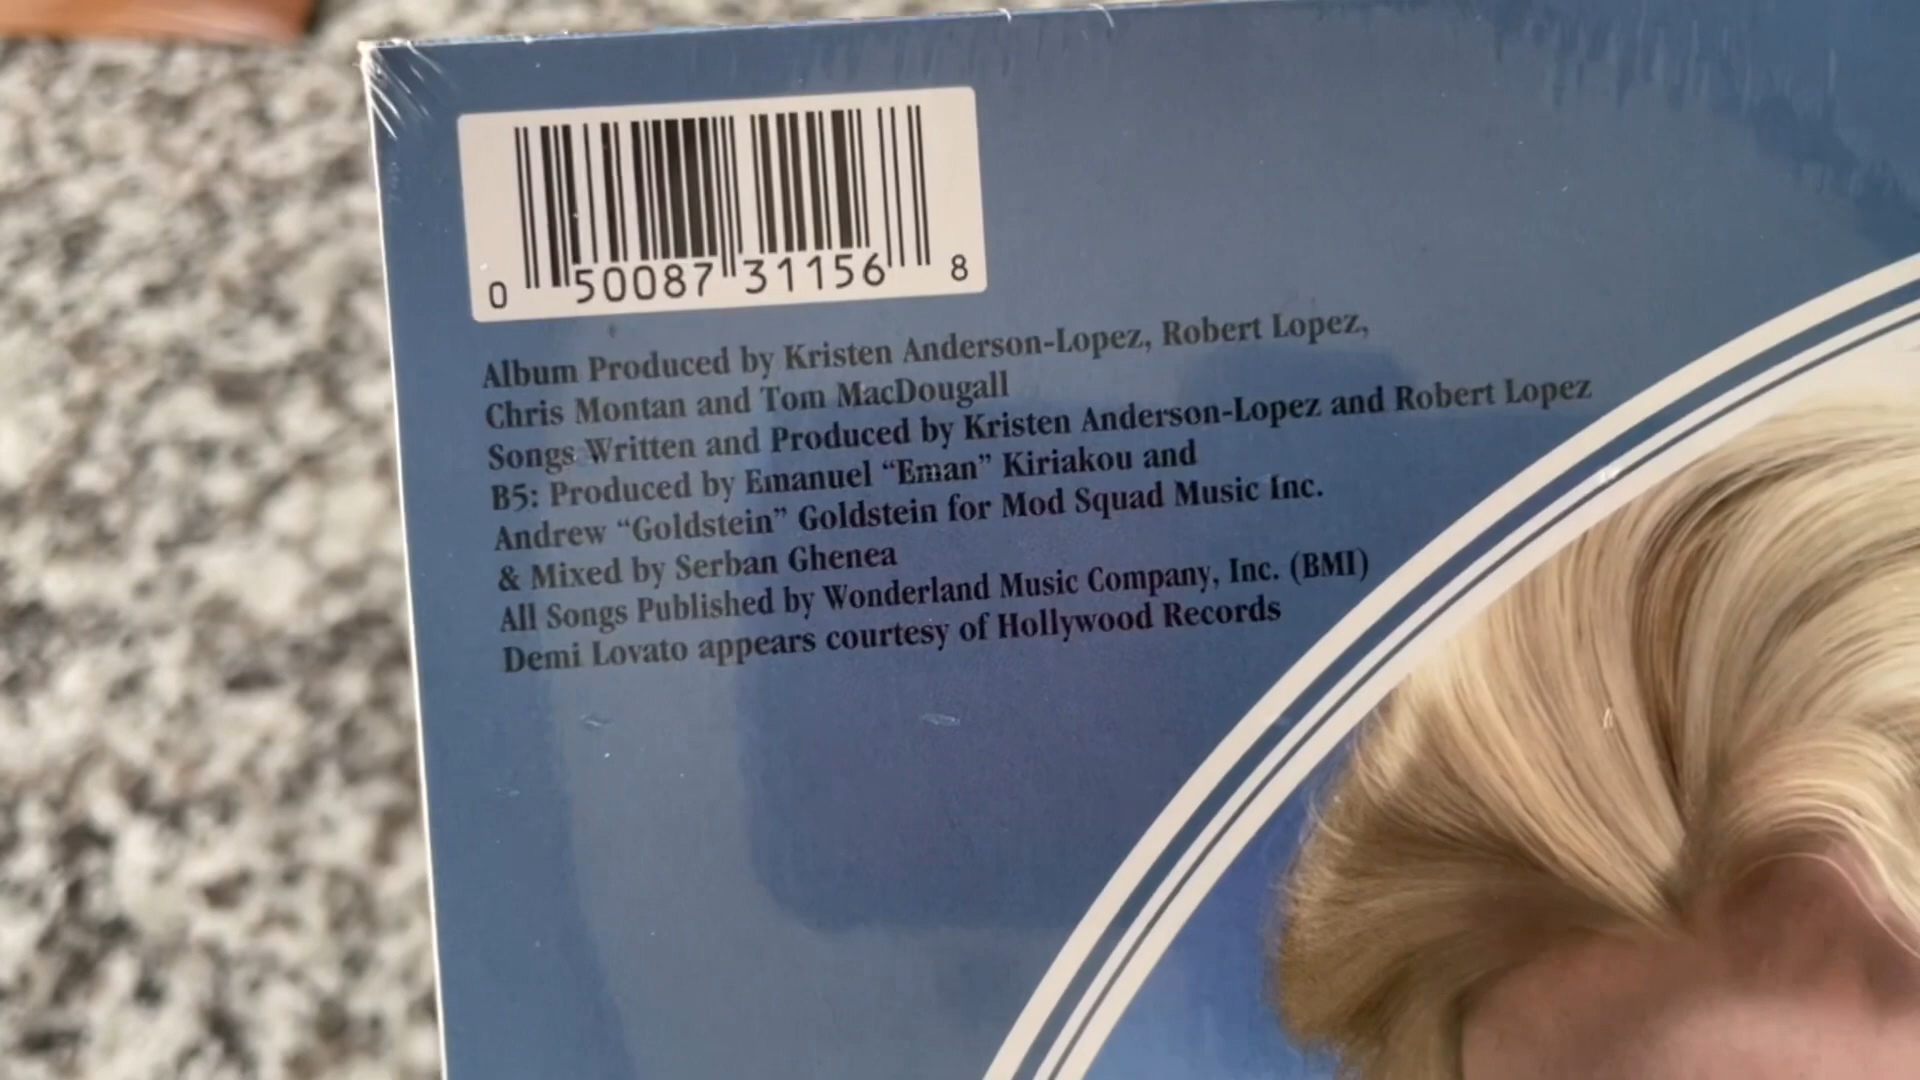 0 50087 31156 8
Album Produced by Kristen Anderson-Lopez, Robert Lopez,
Chris Montan and Tom MacDougall
Songs Written and Produced by Kristen Anderson-Lopez and Robert Lopez
B5: Produced by Emanuel “Eman” Kiriakou and
Andrew “Goldstein” Goldstein for Mod Squad Music Inc.
& Mixed by Serban Ghenea
All Songs Published by Wonderland Music Company, Inc. (BMI)
Demi Lovato appears courtesy of Hollywood Records